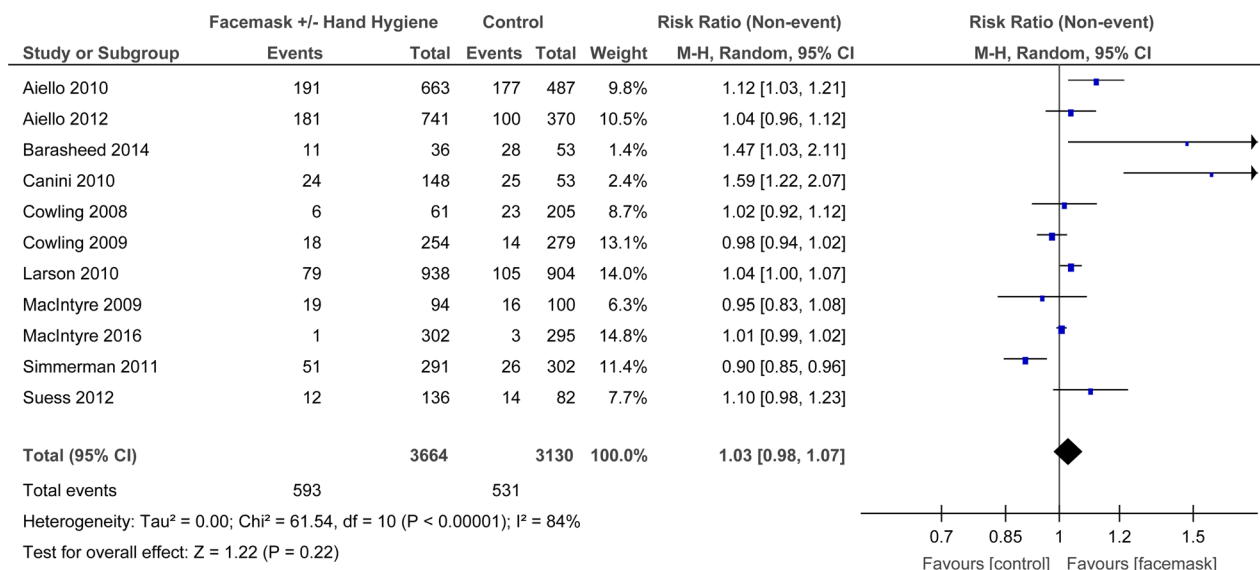 Facemask +/- Hand Hygiene Control Risk Ratio (Non-event) Risk Ratio (Non-event)
Study or Subgroup Events Total Events Total Weight M-H, Random, 95% CI M-H, Random, 95% CI
Aiello 2010 191 663 177 487 9.8% 1.12 [1.03, 1.21]
Aiello 2012 181 741 100 370 10.5% 1.04 [0.96, 1.12]
Barasheed 2014 11 36 28 53 1.4% 1.47 [1.03, 2.11]
Canini 2010 24 148 25 53 2.4% 1.59 [1.22, 2.07]
Cowling 2008 6 61 23 205 8.7% 1.02 [0.92, 1.12]
Cowling 2009 18 254 14 279 13.1% 0.98 [0.94, 1.02]
Larson 2010 79 938 105 904 14.0% 1.04 [1.00, 1.07]
MacIntyre 2009 19 94 16 100 6.3% 0.95 [0.83, 1.08]
MacIntyre 2016 1 302 3 295 14.8% 1.01 [0.99, 1.02]
Simmerman 2011 51 291 26 302 11.4% 0.90 [0.85, 0.96]
Suess 2012 12 136 14 82 7.7% 1.10 [0.98, 1.23]
Total (95% CI) 3664 3130 100.0% 1.03 [0.98, 1.07]
Total events 593 531
Heterogeneity: Tau² = 0.00; Chi² = 61.54, df = 10 (P < 0.00001); I² = 84%
Test for overall effect: Z = 1.22 (P = 0.22)
0.7 0.85 1 1.2 1.5
Favours [control] Favours [facemask]